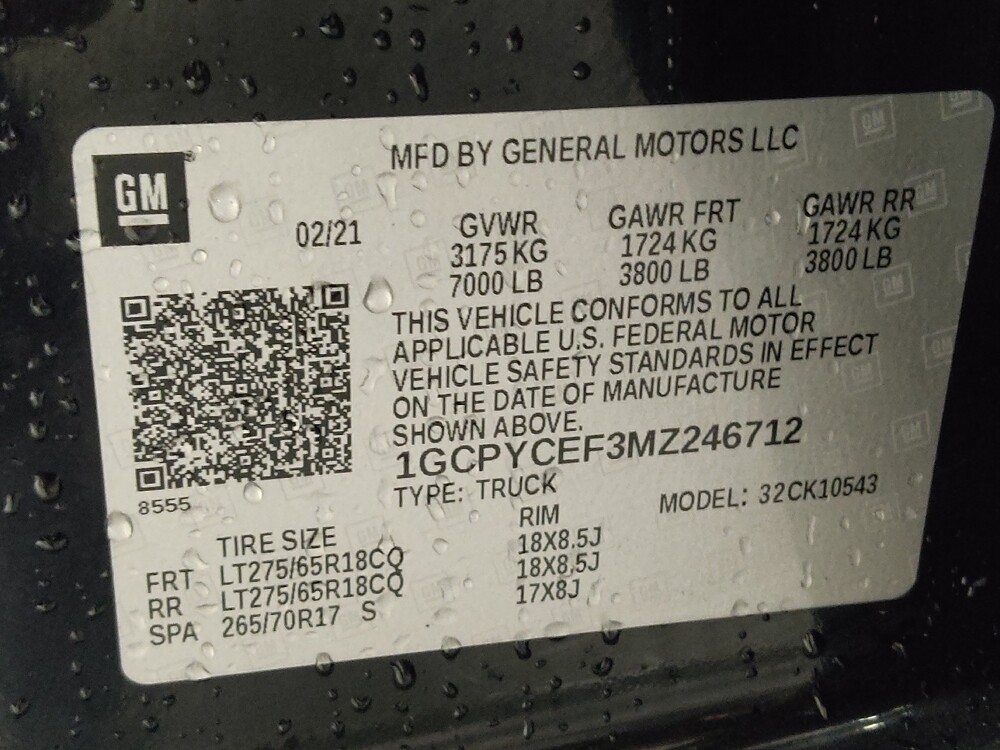 GM
MFD BY GENERAL MOTORS LLC
02/21
GVWR GAWR FRT GAWR RR
3175 KG 1724 KG 1724 KG
7000 LB 3800 LB 3800 LB
THIS VEHICLE CONFORMS TO ALL
APPLICABLE U.S. FEDERAL MOTOR
VEHICLE SAFETY STANDARDS IN EFFECT
ON THE DATE OF MANUFACTURE
SHOWN ABOVE.
1GCPYCEF3MZ246712
8555
TYPE: TRUCK MODEL: 32CK10543
TIRE SIZE RIM
FRT LT275/65R18CQ 18X8.5J
RR LT275/65R18CQ 18X8.5J
SPA 265/70R17 S 17X8J